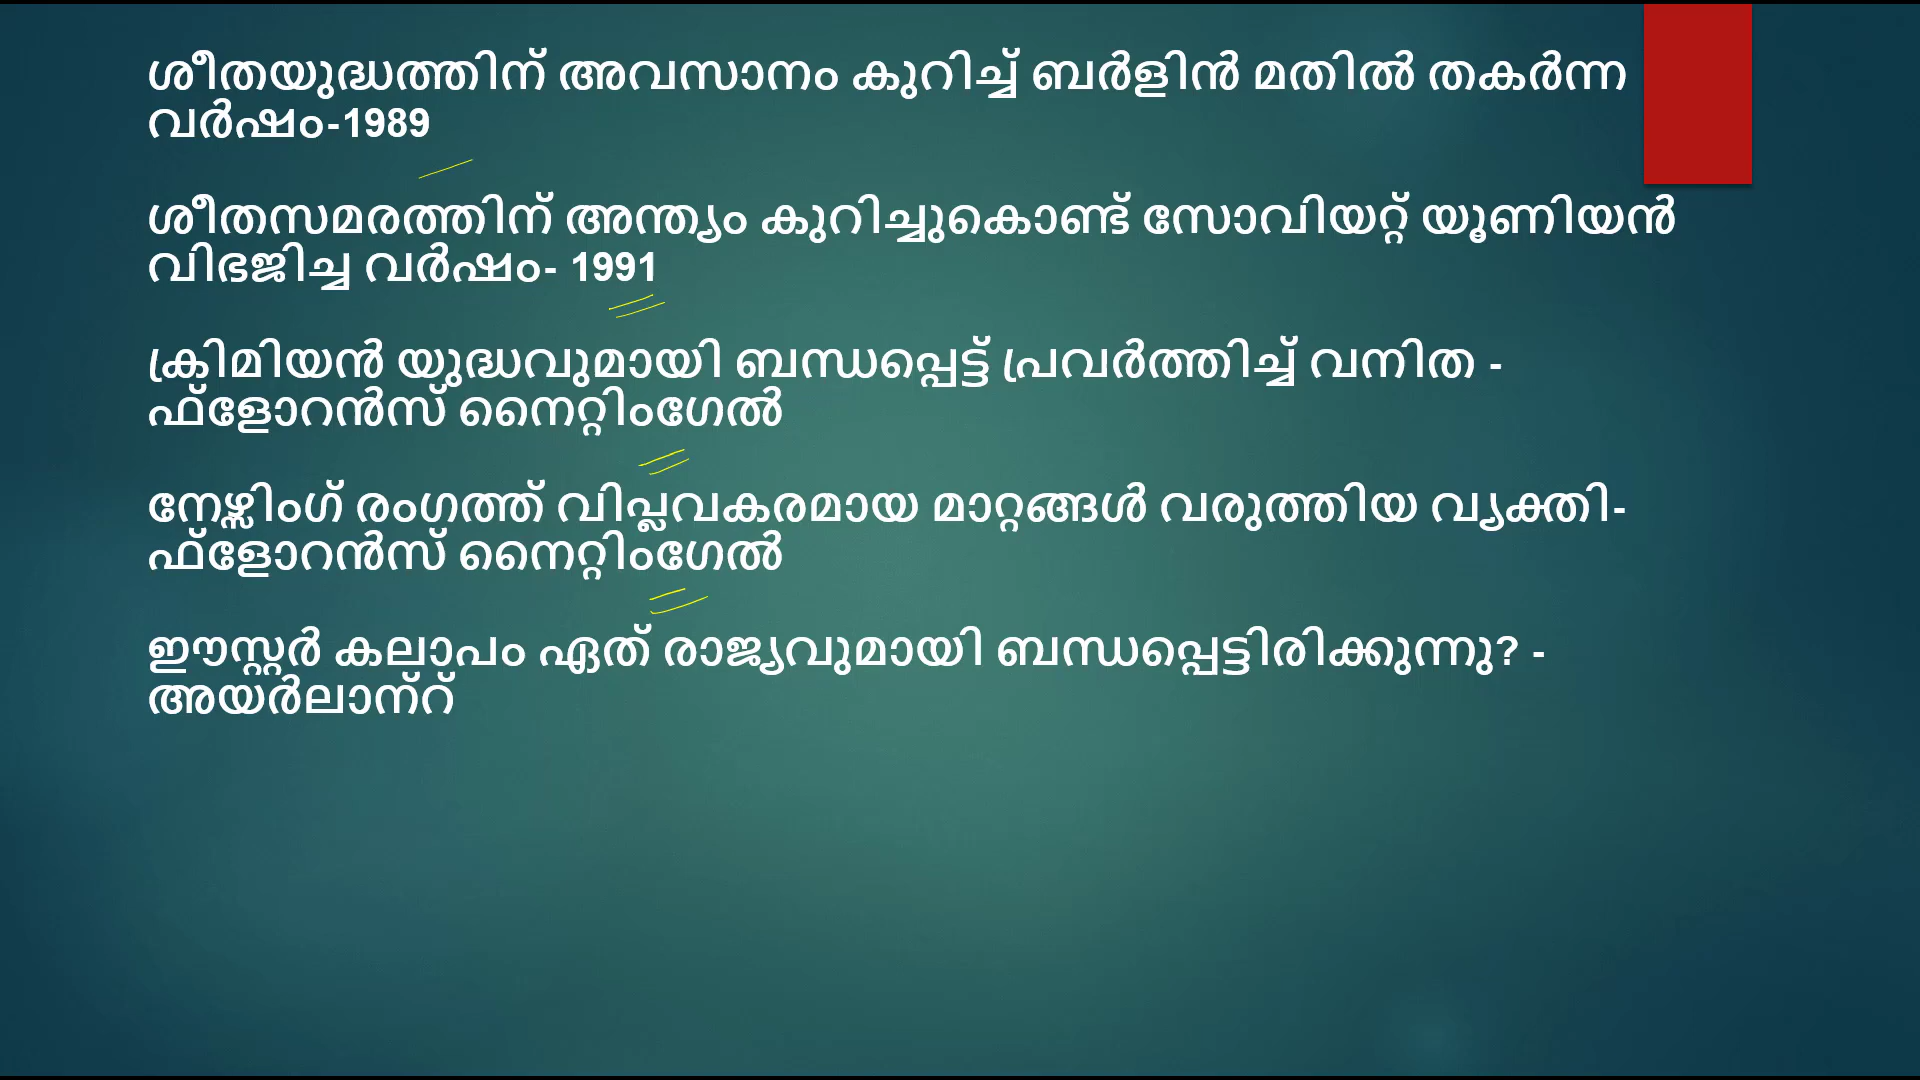 ശീതയുദ്ധത്തിന് അവസാനം കുറിച്ച് ബർളിൻ മതിൽ തകർന്ന
വർഷം-1989
ശീതസമരത്തിന് അന്ത്യം കുറിച്ചുകൊണ്ട് സോവിയറ്റ് യൂണിയൻ
വിഭജിച്ച വർഷം- 1991
ക്രിമിയൻ യുദ്ധവുമായി ബന്ധപ്പെട്ട് പ്രവർത്തിച്ച് വനിത -
ഫ്ളോറൻസ് നൈറ്റിംഗേൽ
നേഴ്സിംഗ് രംഗത്ത് വിപ്ലവകരമായ മാറ്റങ്ങൾ വരുത്തിയ വ്യക്തി-
ഫ്ളോറൻസ് നൈറ്റിംഗേൽ
ഈസ്റ്റർ കലാപം ഏത് രാജ്യവുമായി ബന്ധപ്പെട്ടിരിക്കുന്നു? -
അയർലാന്റ്